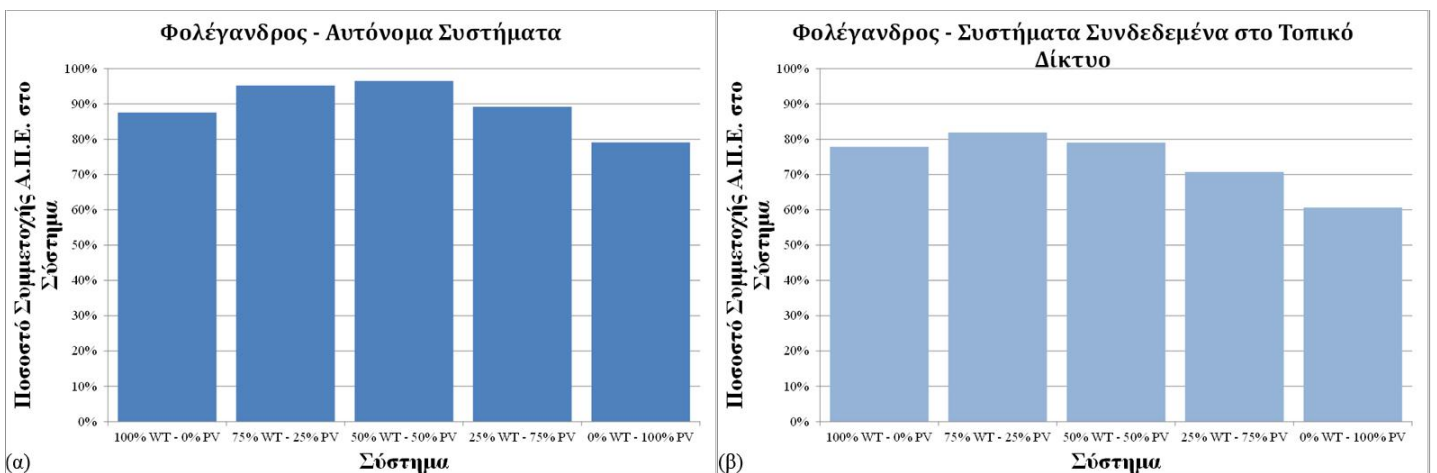 Φολέγανδρος - Αυτόνομα Συστήματα
Ποσοστό Συμμετοχής Α.Π.Ε. στο
Σύστημα
100%
90%
80%
70%
60%
50%
40%
30%
20%
10%
0%
100% WT - 0% PV
75% WT - 25% PV
50% WT - 50% PV
25% WT - 75% PV
0% WT - 100% PV
Σύστημα
(α)
Φολέγανδρος - Συστήματα Συνδεδεμένα στο Τοπικό
Δίκτυο
Ποσοστό Συμμετοχής Α.Π.Ε. στο
Σύστημα
100%
90%
80%
70%
60%
50%
40%
30%
20%
10%
0%
100% WT - 0% PV
75% WT - 25% PV
50% WT - 50% PV
25% WT - 75% PV
0% WT - 100% PV
Σύστημα
(β)